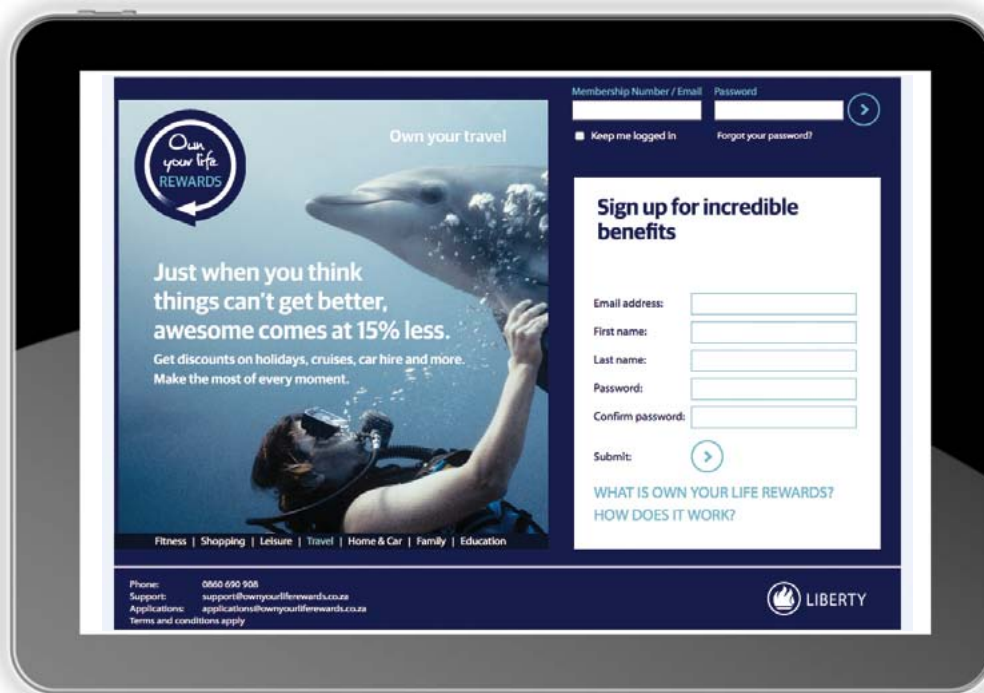 Membership Number / Email
Password
Keep me logged in
Forgot your password?
Own
your life
REWARDS
Own your travel
Just when you think
things can't get better,
awesome comes at 15% less.
Get discounts on holidays, cruises, car hire and more.
Make the most of every moment.
Fitness | Shopping | Leisure | Travel | Home & Car | Family | Education
Sign up for incredible
benefits
Email address:
First name:
Last name:
Password:
Confirm password:
Submit:
WHAT IS OWN YOUR LIFE REWARDS?
HOW DOES IT WORK?
Phone: 0860 690 908
Support: support@ownyourliferewards.co.za
Applications: applications@ownyourliferewards.co.za
Terms and conditions apply
LIBERTY